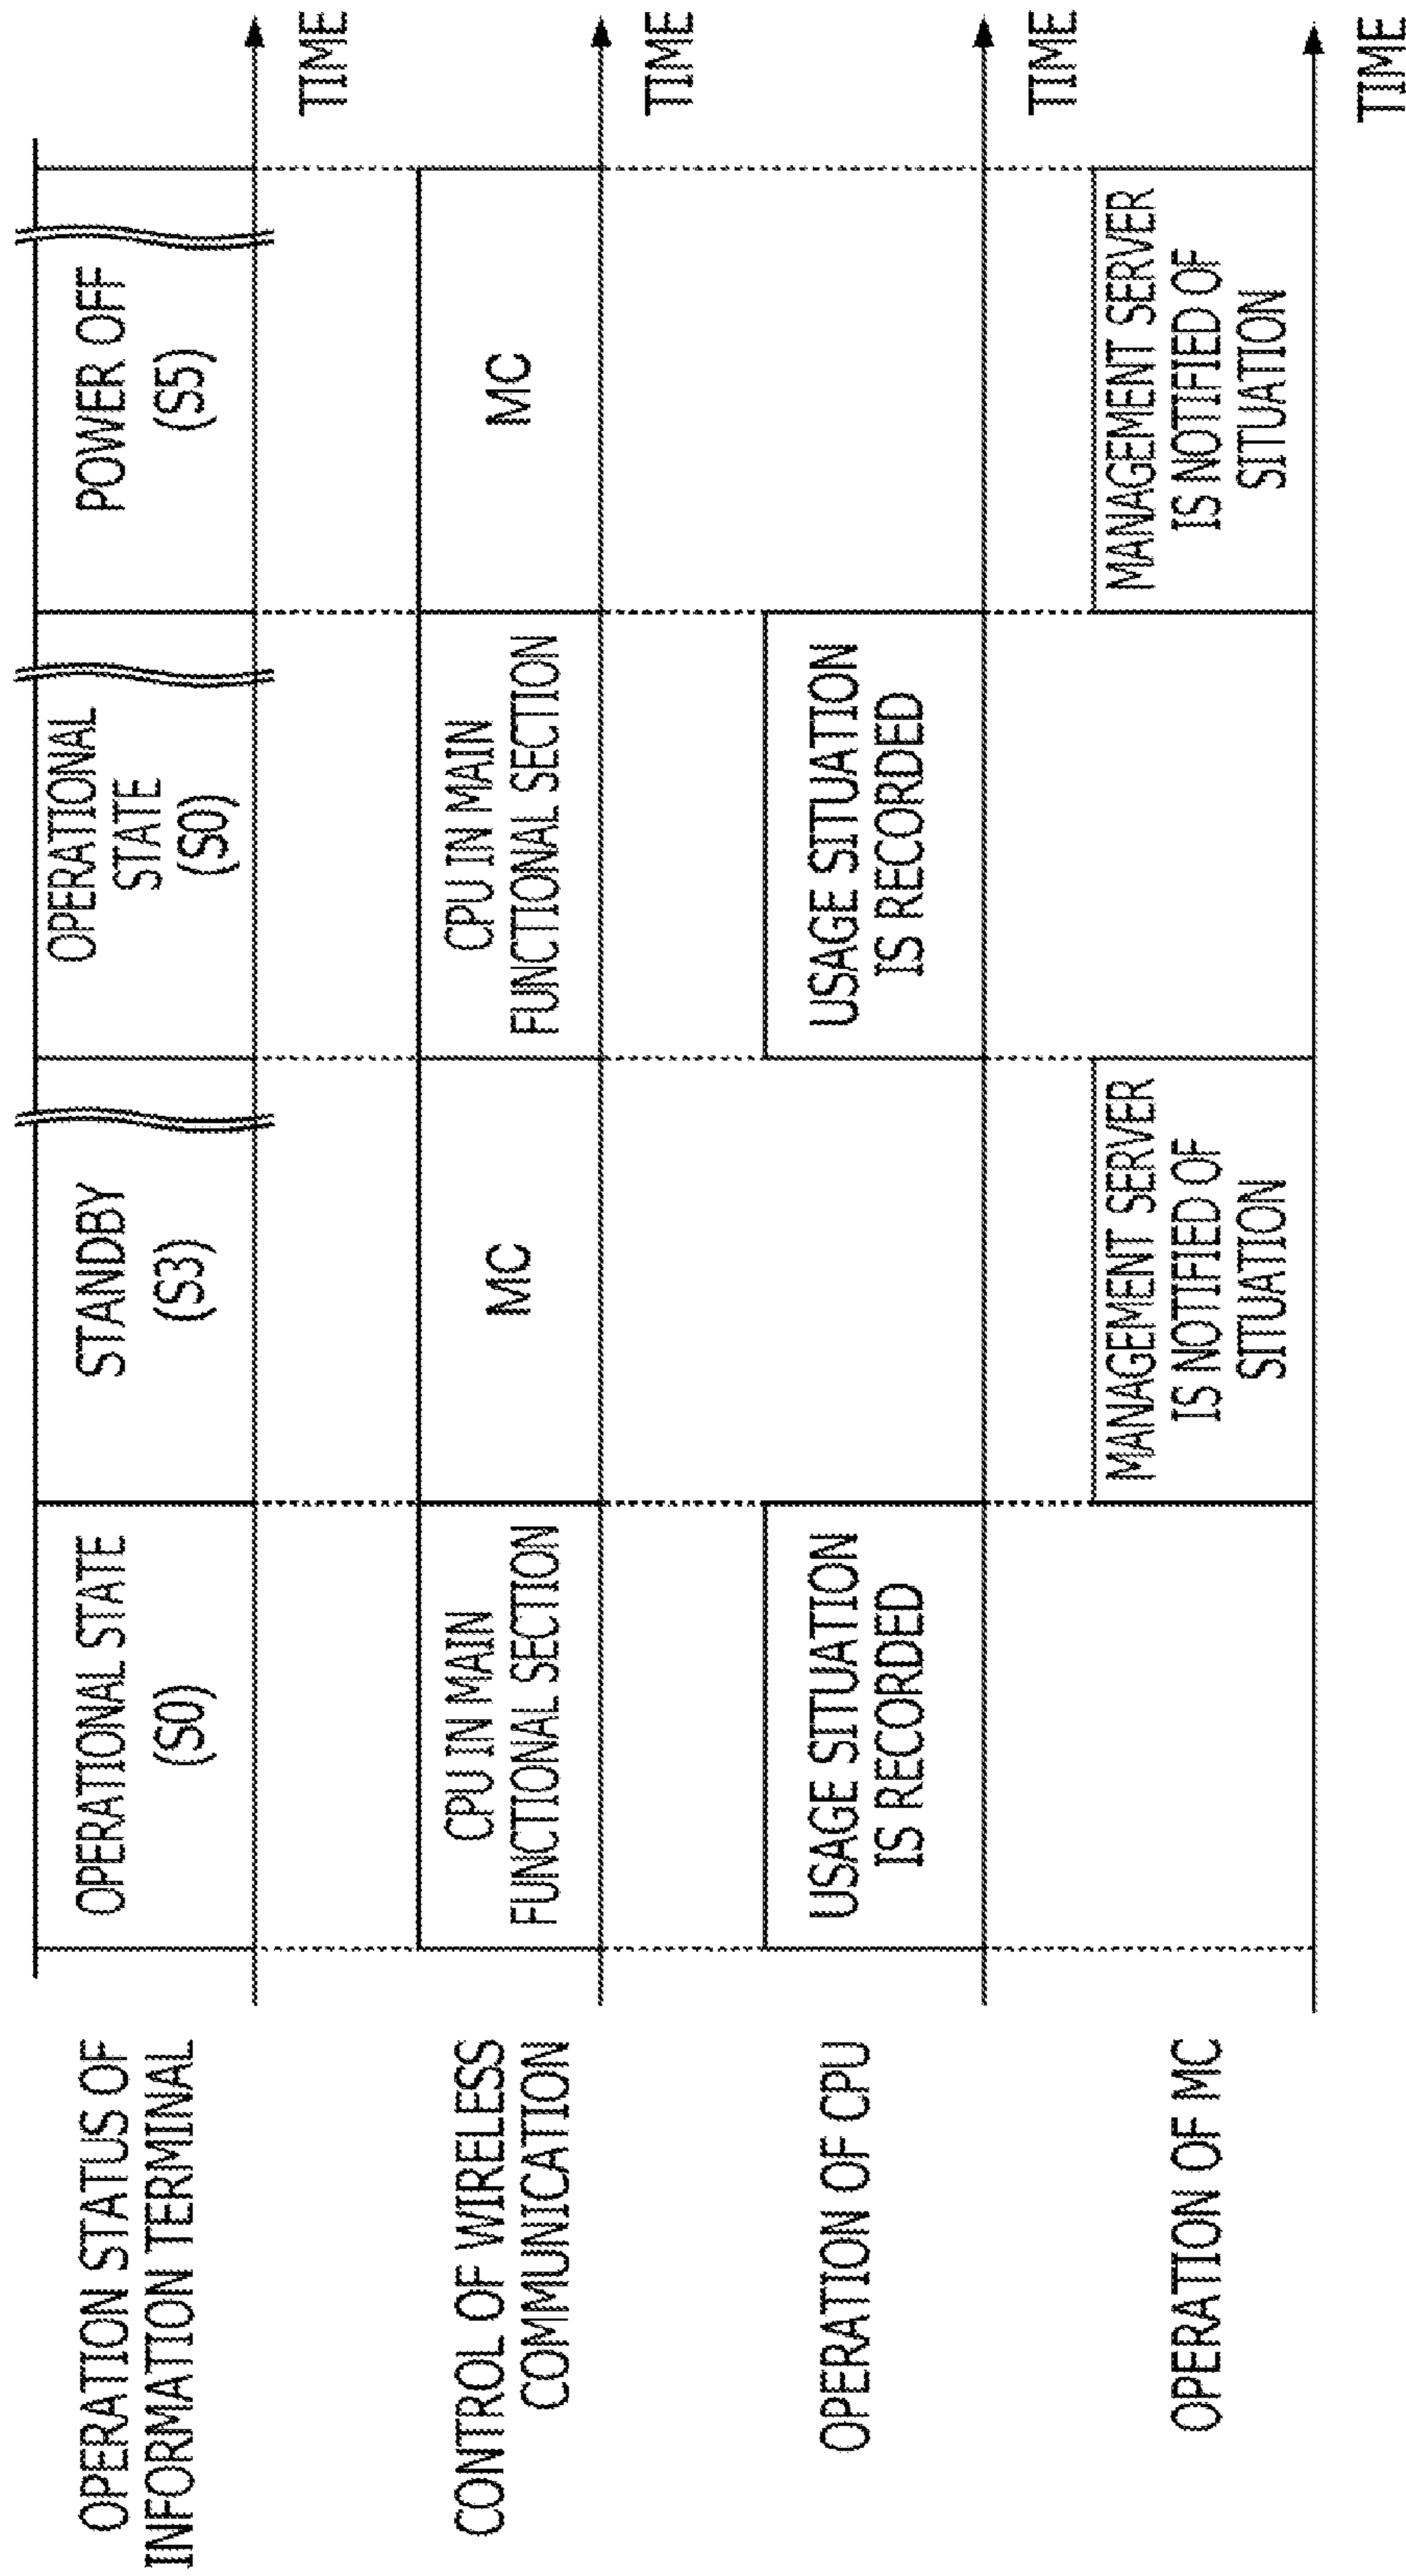 OPERATION STATUS OF
INFORMATION TERMINAL
OPERATIONAL STATE
(S0)
STANDBY
(S3)
OPERATIONAL
STATE
(S0)
POWER OFF
(S5)
TIME
CONTROL OF WIRELESS
COMMUNICATION
CPU IN MAIN
FUNCTIONAL SECTION
MC
CPU IN MAIN
FUNCTIONAL SECTION
MC
TIME
OPERATION OF CPU
USAGE SITUATION
IS RECORDED
USAGE SITUATION
IS RECORDED
TIME
OPERATION OF MC
MANAGEMENT SERVER
IS NOTIFIED OF
SITUATION
MANAGEMENT SERVER
IS NOTIFIED OF
SITUATION
TIME